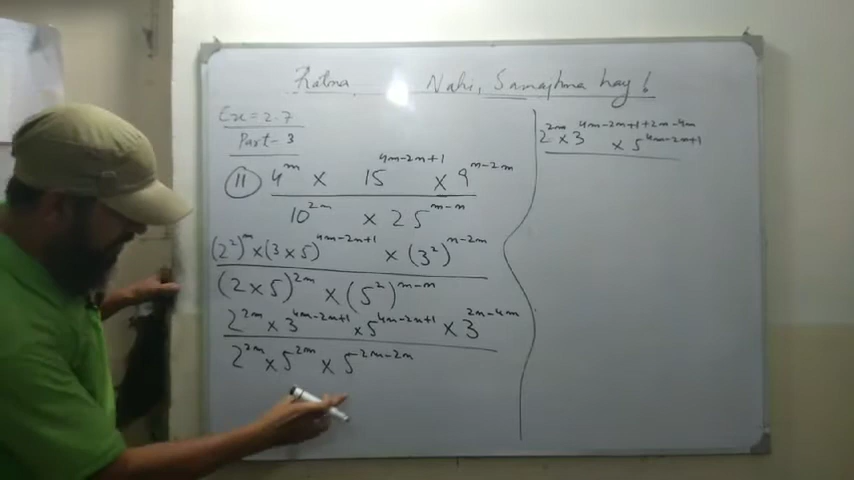 Ratna Nahi, Samajhna hay !
Ex = 2.7
Part - 3
(11) 4^m × 15^(4m-2n+1) × 9^(n-2m)
10^(2m) × 25^(m-n)
(2^2)^m × (3 × 5)^(4m-2n+1) × (3^2)^(n-2m)
(2 × 5)^(2m) × (5^2)^(m-n)
2^(2m) × 3^(4m-2n+1) × 5^(4m-2n+1) × 3^(2n-4m)
2^(2m) × 5^(2m) × 5^(2m-2n)
2^(2m) × 3^(4m-2n+1+2n-4m) × 5^(4m-2n+1)